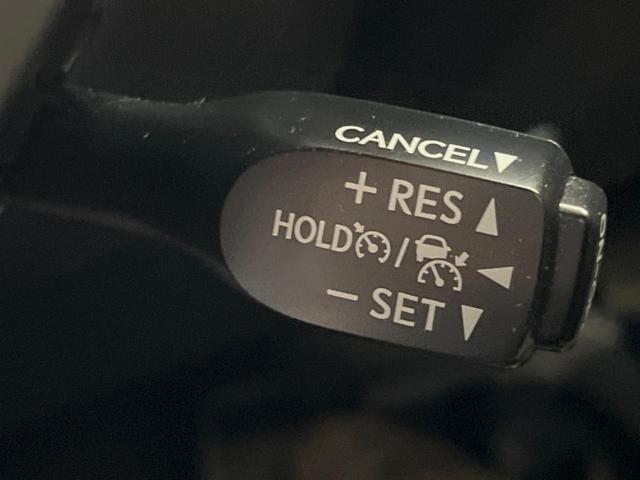 CANCEL▼
+ RES ▲
HOLD / ◀
− SET ▼